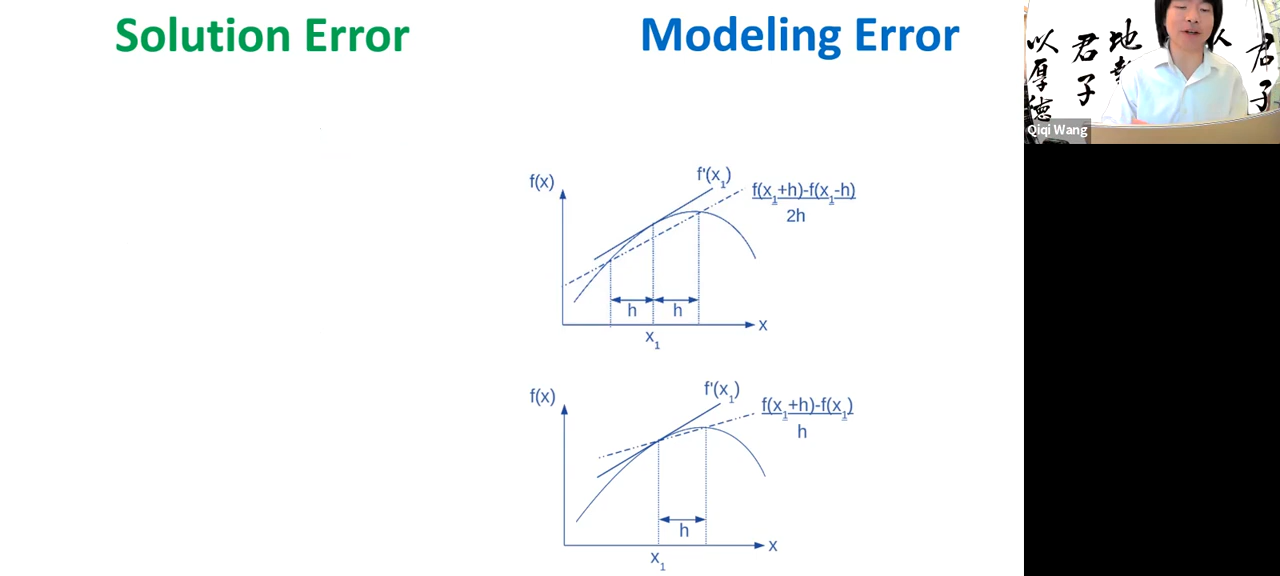 Solution Error
Modeling Error
f(x)
f'(x₁)
f(x₁+h)-f(x₁-h)
2h
h
h
x
x₁
f(x)
f'(x₁)
f(x₁+h)-f(x₁)
h
h
x
x₁
以厚德
君子
地
人
君子
Qiqi Wang